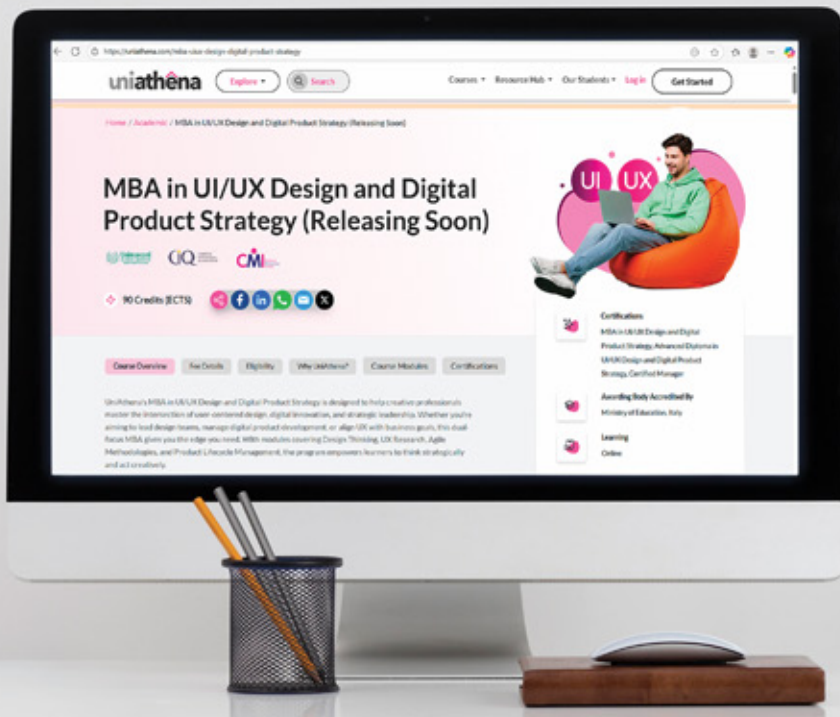 https://uniathena.com/mba-uiux-design-digital-product-strategy
uniathena
Explore
Search
Courses
Resource Hub
Our Students
Log in
Get Started
Home / Academic / MBA in UI/UX Design and Digital Product Strategy (Releasing Soon)
MBA in UI/UX Design and Digital
Product Strategy (Releasing Soon)
UI UX
CIQ
CMI
90 Credits (ECTS)
Certifications
MBA in UI/UX Design and Digital
Product Strategy, Advanced Diploma in
UI/UX Design and Digital Product
Strategy, Certified Manager
Awarding Body Accredited By
Ministry of Education, Italy
Learning
Online
Course Overview
Fee Details
Eligibility
Why UniAthena?
Course Modules
Certifications
UniAthena's MBA in UI/UX Design and Digital Product Strategy is designed to help creative professionals
master the intersection of user-centered design, digital innovation, and strategic leadership. Whether you're
aiming to lead design teams, manage digital product development, or align UX with business goals, this dual
focus MBA gives you the edge you need. With modules covering Design Thinking, UX Research, Agile
Methodologies, and Product Lifecycle Management, the program empowers learners to think strategically
and act creatively.